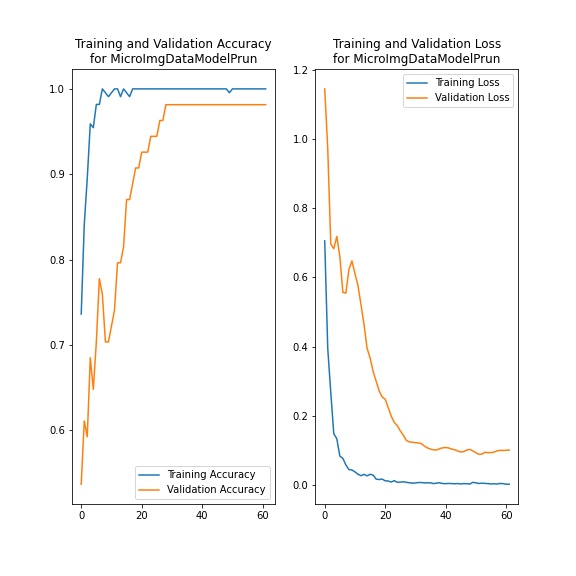 Training and Validation Accuracy
for MicroImgDataModelPrun
1.0
0.9
0.8
0.7
0.6
Training Accuracy
Validation Accuracy
0 20 40 60
Training and Validation Loss
for MicroImgDataModelPrun
1.2
1.0
0.8
0.6
0.4
0.2
0.0
Training Loss
Validation Loss
0 20 40 60